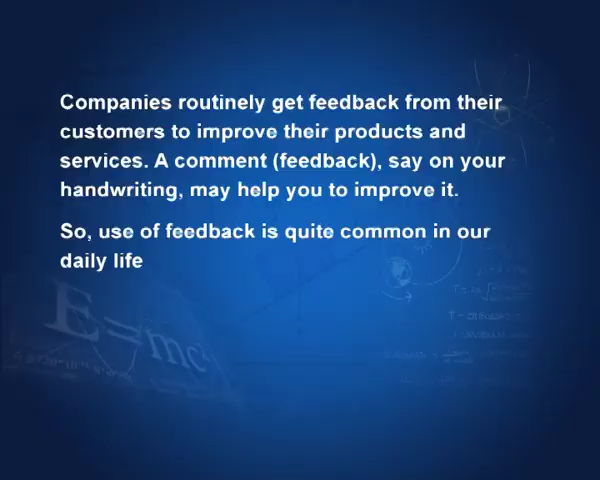 Companies routinely get feedback from their
customers to improve their products and
services. A comment (feedback), say on your
handwriting, may help you to improve it.
So, use of feedback is quite common in our
daily life
E=mc²